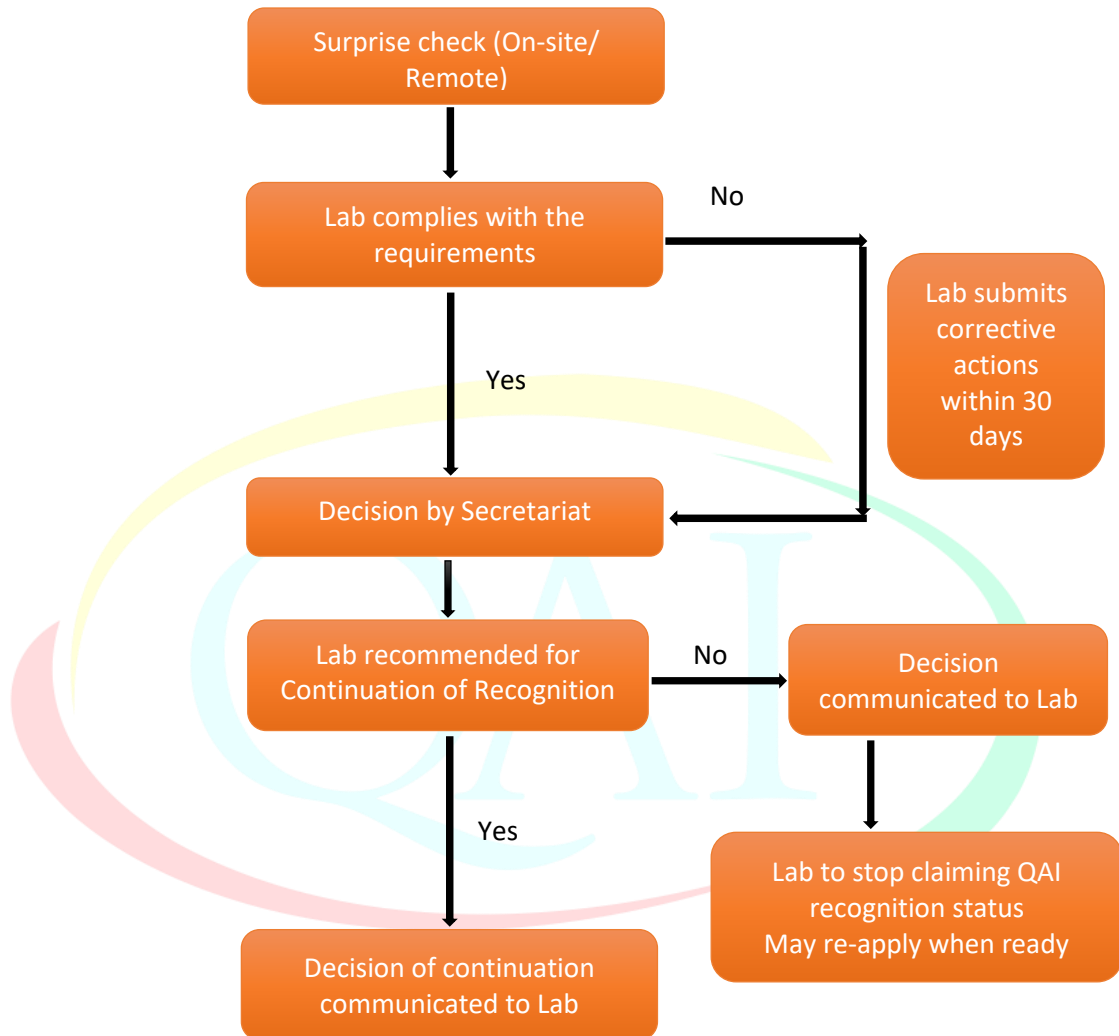 Surprise check (On-site/
Remote)
Lab complies with the
requirements
No
Lab submits
corrective
actions
within 30
days
Yes
Decision by Secretariat
Lab recommended for
Continuation of Recognition
No
Decision
communicated to Lab
Yes
Lab to stop claiming QAI
recognition status
May re-apply when ready
Decision of continuation
communicated to Lab
QAI